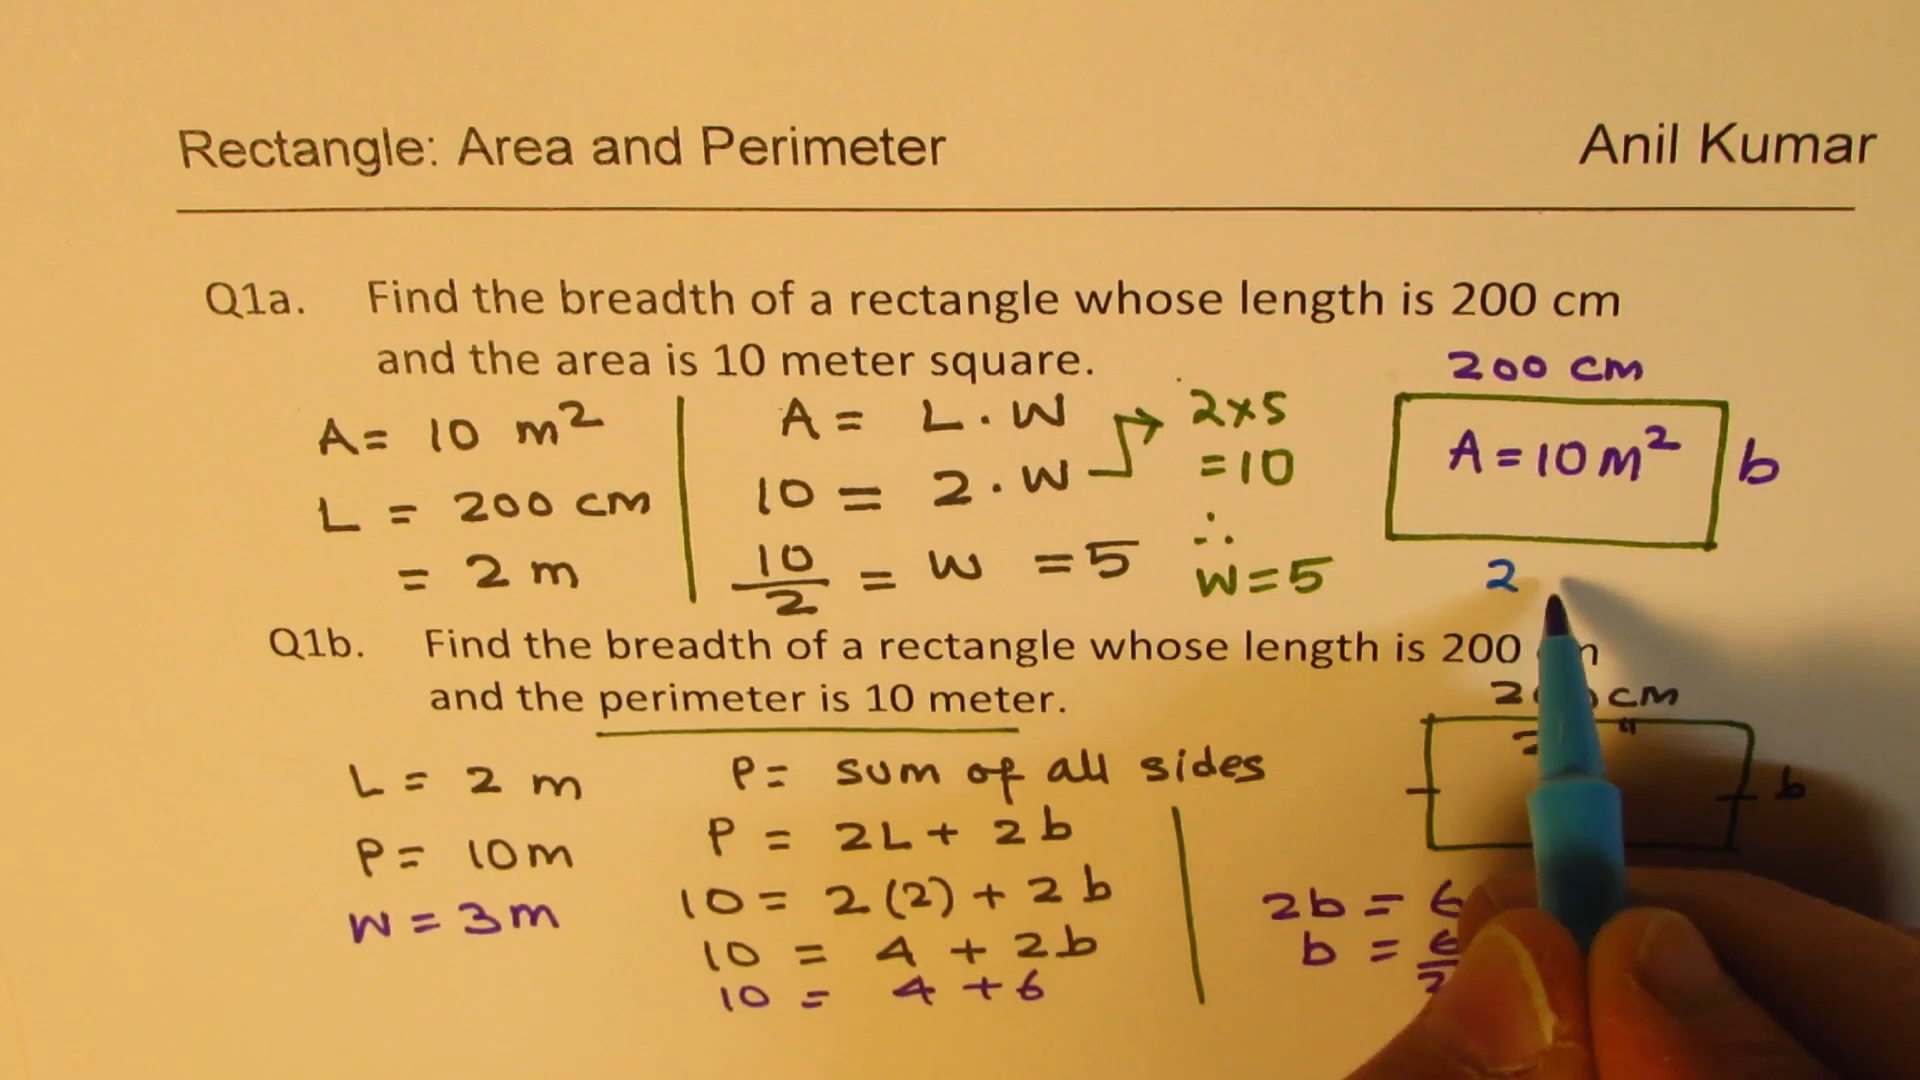 Rectangle: Area and Perimeter Anil Kumar
Q1a. Find the breadth of a rectangle whose length is 200 cm
and the area is 10 meter square.
200 cm
A = 10 m²
b
2
A = 10 m²
L = 200 cm
= 2 m
A = L . W
10 = 2 . W
10/2 = W = 5
2×5
= 10
∴
W = 5
Q1b. Find the breadth of a rectangle whose length is 200
and the perimeter is 10 meter.
cm
b
L = 2 m
P = 10 m
W = 3 m
P = sum of all sides
P = 2L + 2b
10 = 2(2) + 2b
10 = 4 + 2b
10 = 4 + 6
2b = 6
b = 6/2